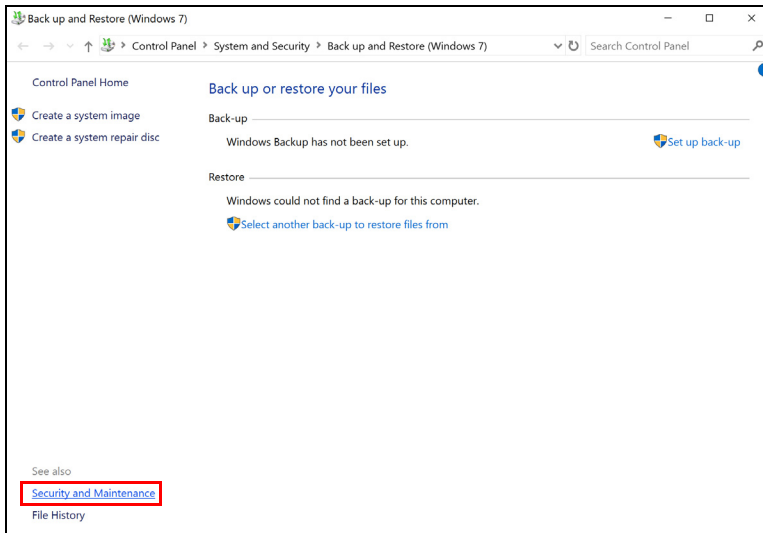 Back up and Restore (Windows 7)
Control Panel > System and Security > Back up and Restore (Windows 7)
Search Control Panel
Control Panel Home
Create a system image
Create a system repair disc
Back up or restore your files
Back-up
Windows Backup has not been set up.
Set up back-up
Restore
Windows could not find a back-up for this computer.
Select another back-up to restore files from
See also
Security and Maintenance
File History